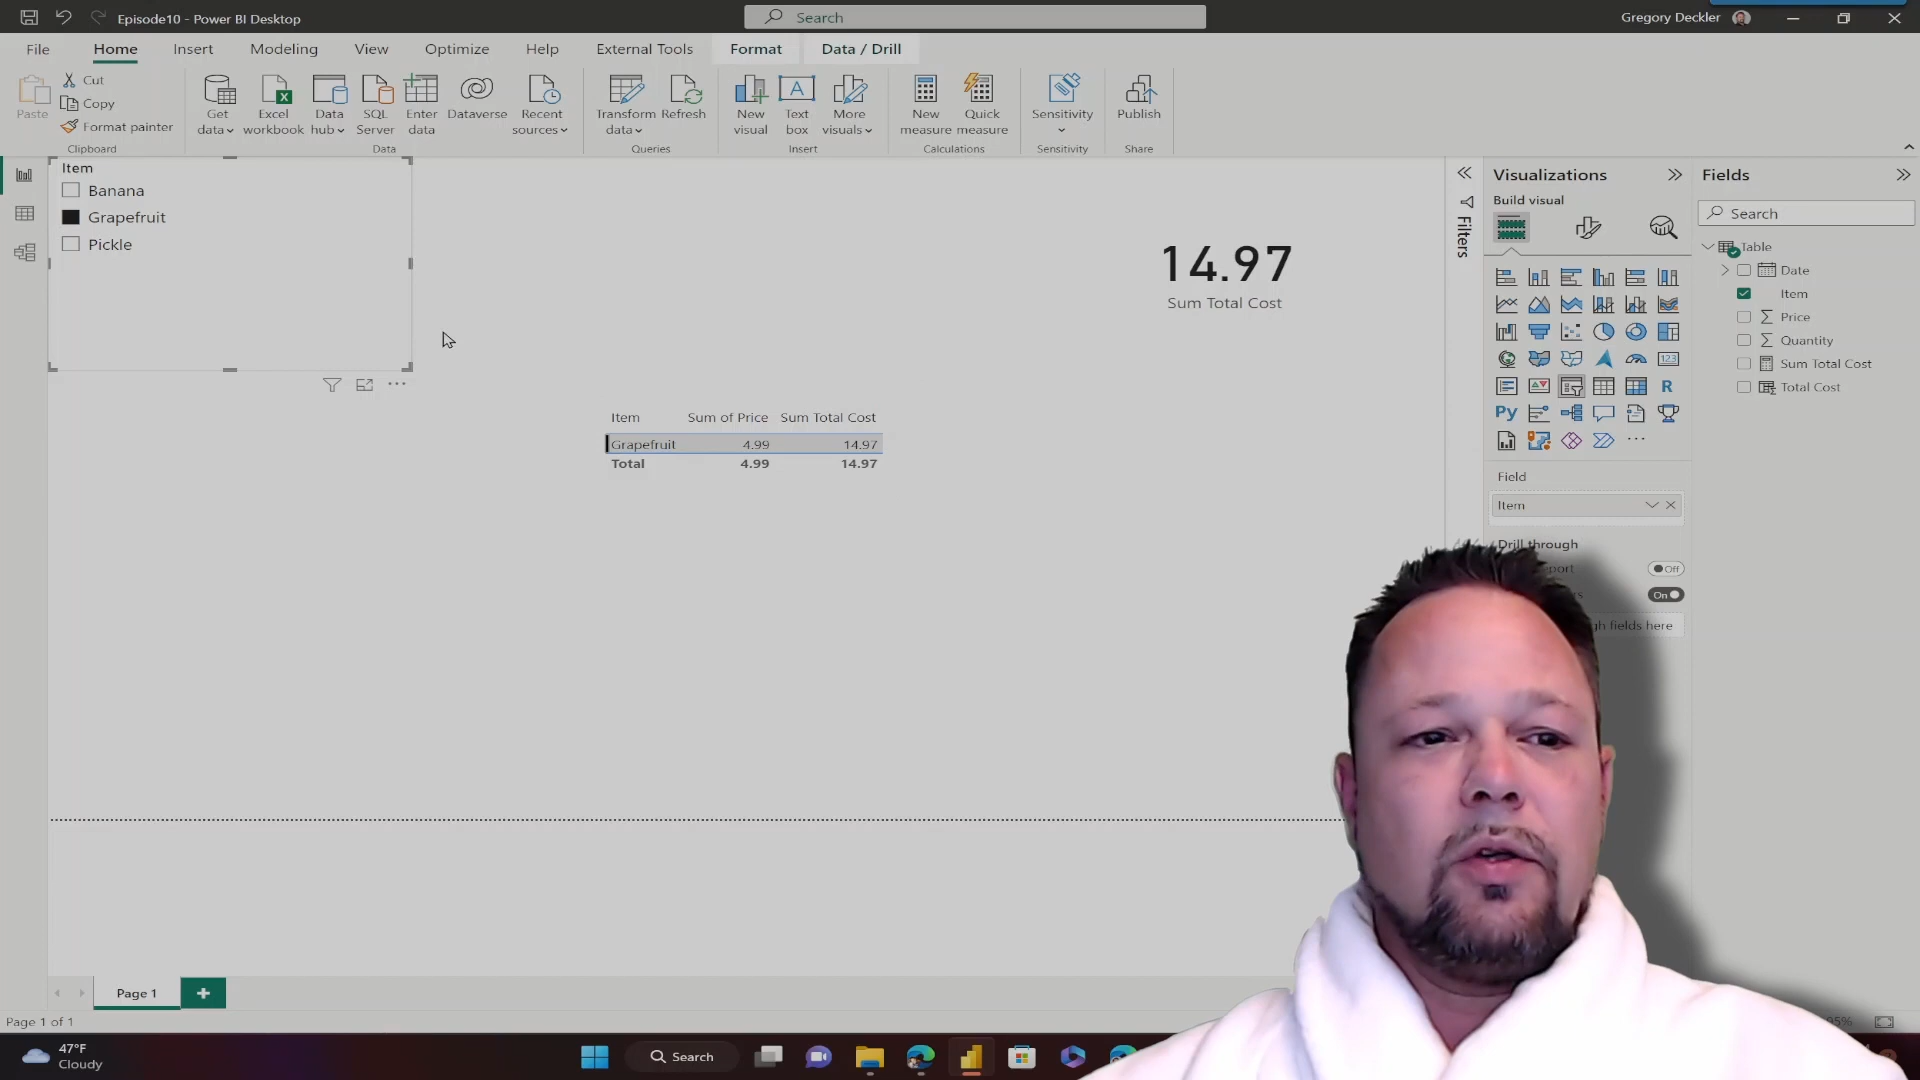 Episode10 - Power BI Desktop
Search
Gregory Deckler
File Home Insert Modeling View Optimize Help External Tools Format Data / Drill
Paste
Cut
Copy
Format painter
Clipboard
Get data
Excel workbook
Data hub
SQL Server
Enter data
Dataverse
Recent sources
Data
Transform data
Refresh
Queries
New visual
Text box
More visuals
Insert
New measure
Quick measure
Calculations
Sensitivity
Sensitivity
Publish
Share
Item
Banana
Grapefruit
Pickle
14.97
Sum Total Cost
Item Sum of Price Sum Total Cost
Grapefruit 4.99 14.97
Total 4.99 14.97
Filters
Visualizations
Build visual
123
R
Py
Field
Item
Drill through
Off
On
fields here
Fields
Search
Table
Date
Item
Price
Quantity
Sum Total Cost
Total Cost
Page 1
Page 1 of 1
47°F
Cloudy
Search